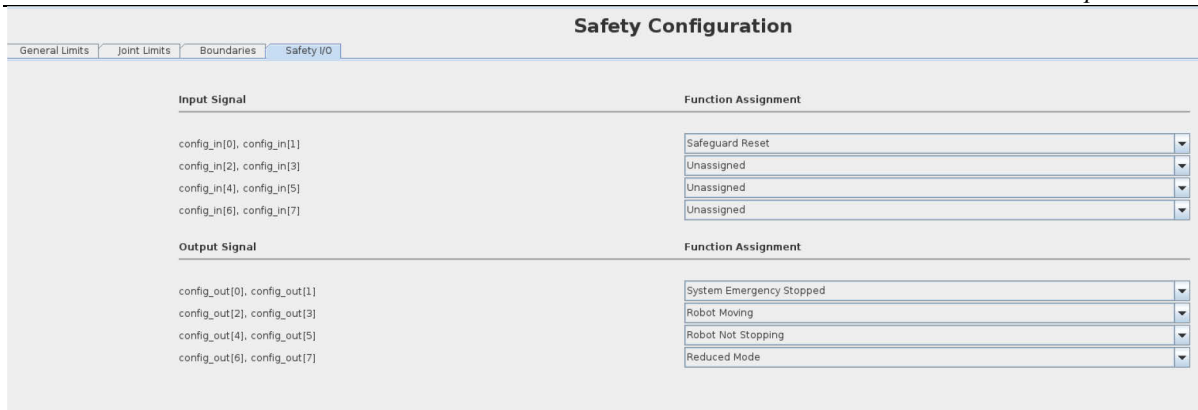 Safety Configuration
General Limits Joint Limits Boundaries Safety I/O
Input Signal Function Assignment
config_in[0], config_in[1] Safeguard Reset
config_in[2], config_in[3] Unassigned
config_in[4], config_in[5] Unassigned
config_in[6], config_in[7] Unassigned
Output Signal Function Assignment
config_out[0], config_out[1] System Emergency Stopped
config_out[2], config_out[3] Robot Moving
config_out[4], config_out[5] Robot Not Stopping
config_out[6], config_out[7] Reduced Mode